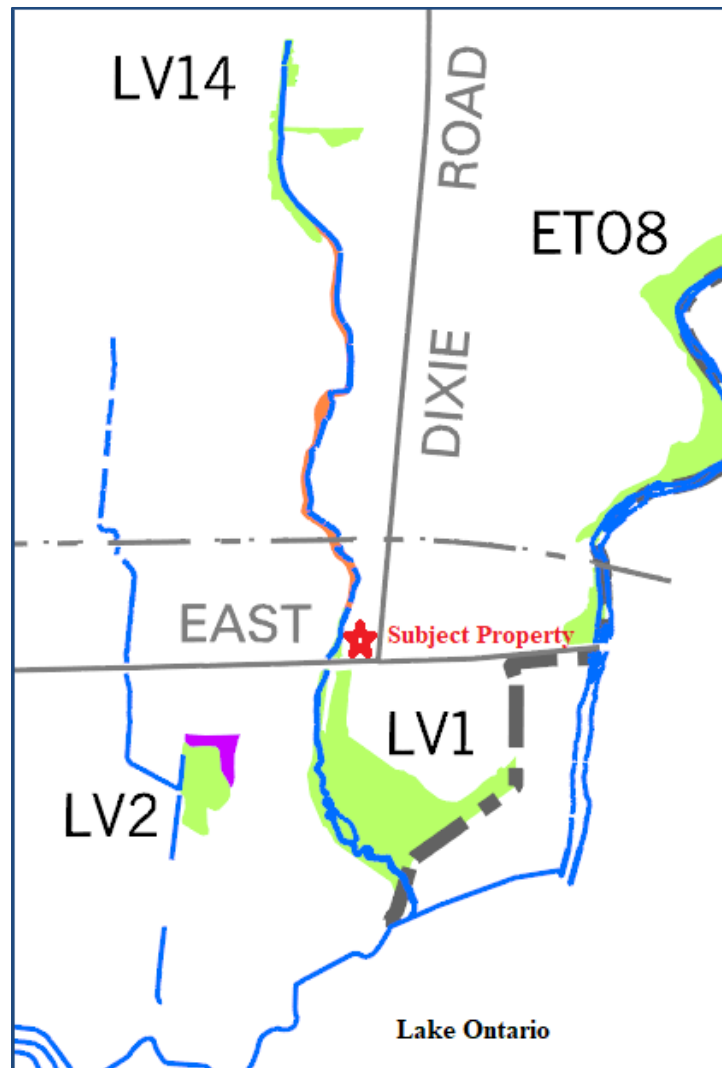 LV14
ROAD
ET08
DIXIE
EAST
Subject Property
LV1
LV2
Lake Ontario